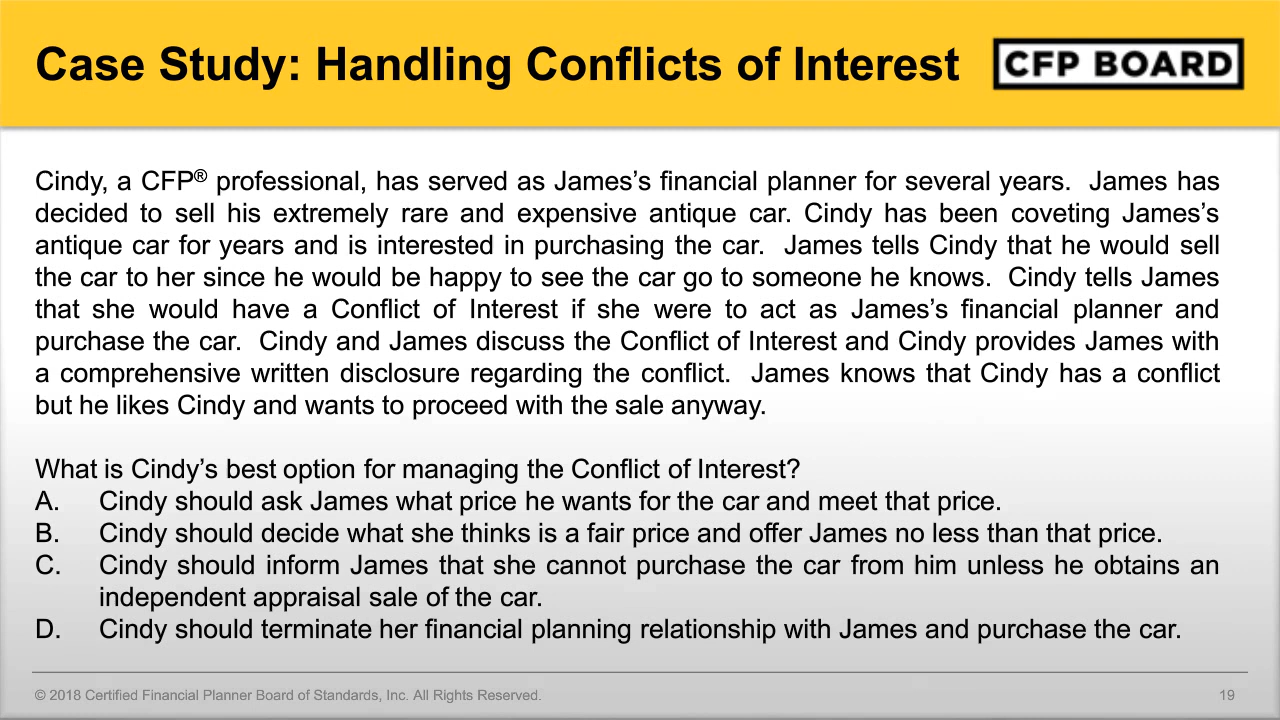 Case Study: Handling Conflicts of Interest
CFP BOARD
Cindy, a CFP® professional, has served as James’s financial planner for several years. James has
decided to sell his extremely rare and expensive antique car. Cindy has been coveting James’s
antique car for years and is interested in purchasing the car. James tells Cindy that he would sell
the car to her since he would be happy to see the car go to someone he knows. Cindy tells James
that she would have a Conflict of Interest if she were to act as James’s financial planner and
purchase the car. Cindy and James discuss the Conflict of Interest and Cindy provides James with
a comprehensive written disclosure regarding the conflict. James knows that Cindy has a conflict
but he likes Cindy and wants to proceed with the sale anyway.
What is Cindy’s best option for managing the Conflict of Interest?
A. Cindy should ask James what price he wants for the car and meet that price.
B. Cindy should decide what she thinks is a fair price and offer James no less than that price.
C. Cindy should inform James that she cannot purchase the car from him unless he obtains an
independent appraisal sale of the car.
D. Cindy should terminate her financial planning relationship with James and purchase the car.
© 2018 Certified Financial Planner Board of Standards, Inc. All Rights Reserved.
19